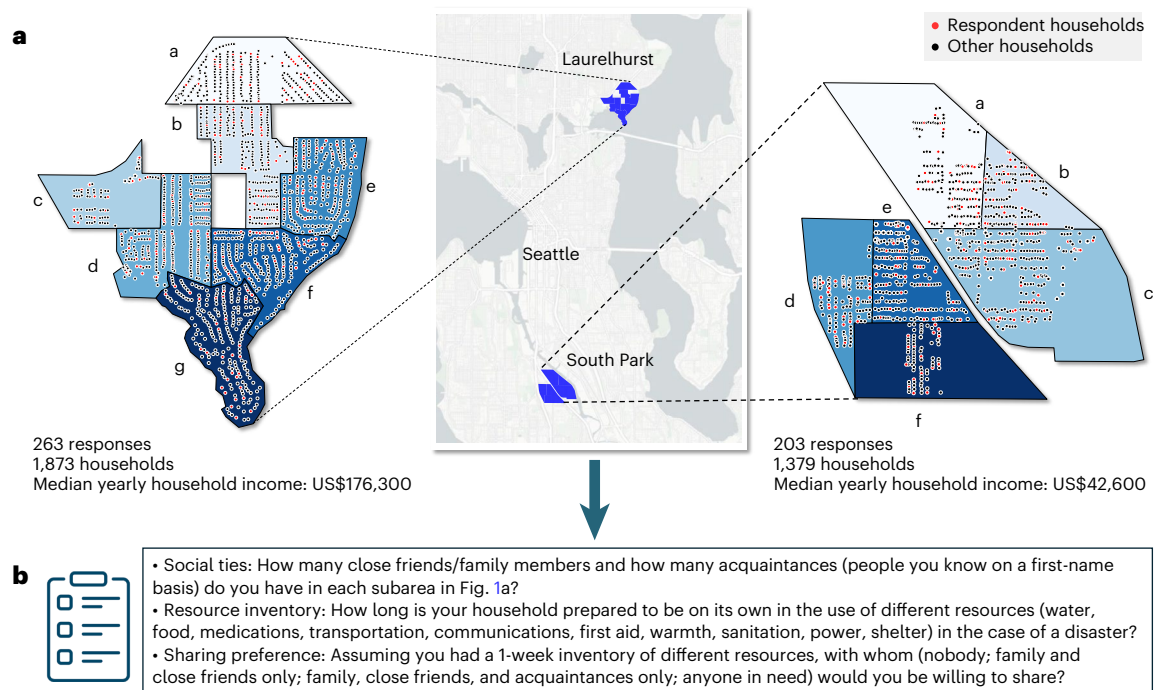 a
Respondent households
Other households
a
b
c
d
e
f
g
Laurelhurst
Seattle
South Park
a
b
c
d
e
f
263 responses
1,873 households
Median yearly household income: US$176,300
203 responses
1,379 households
Median yearly household income: US$42,600
b
• Social ties: How many close friends/family members and how many acquaintances (people you know on a first-name
basis) do you have in each subarea in Fig. 1a?
• Resource inventory: How long is your household prepared to be on its own in the use of different resources (water,
food, medications, transportation, communications, first aid, warmth, sanitation, power, shelter) in the case of a disaster?
• Sharing preference: Assuming you had a 1-week inventory of different resources, with whom (nobody; family and
close friends only; family, close friends, and acquaintances only; anyone in need) would you be willing to share?